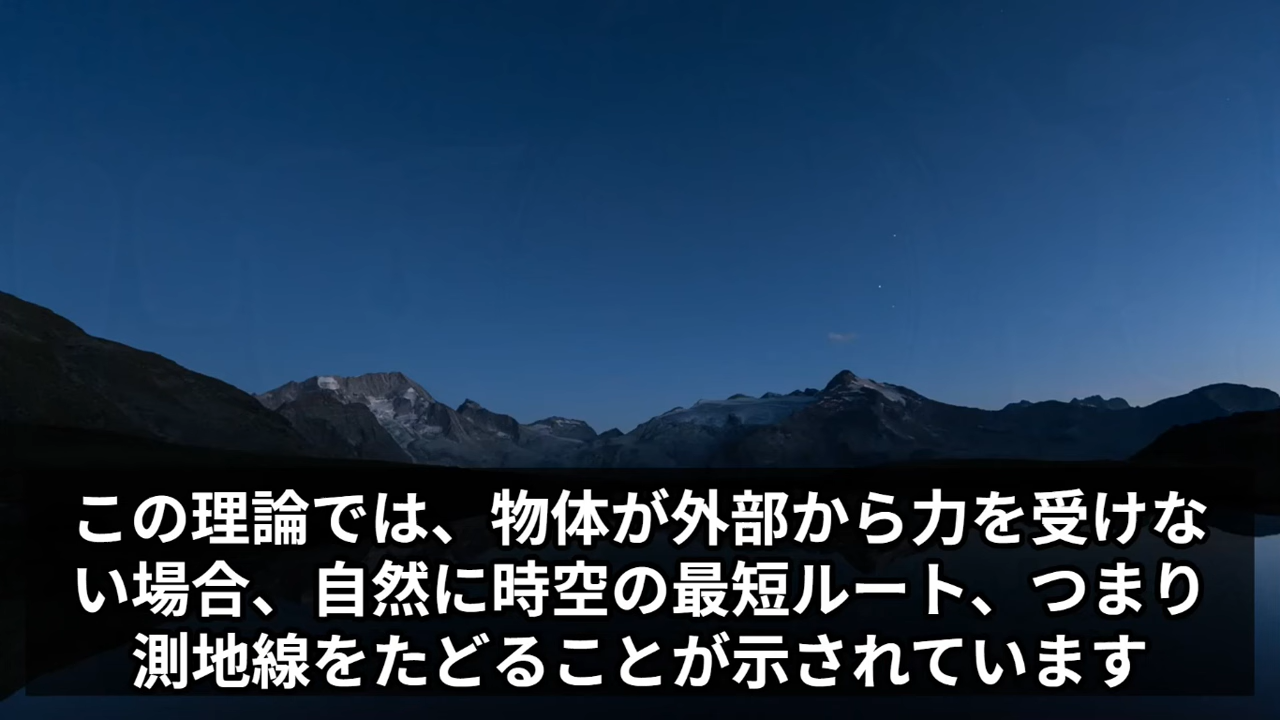 この理論では、物体が外部から力を受けな
い場合、自然に時空の最短ルート、つまり
測地線をたどることが示されています